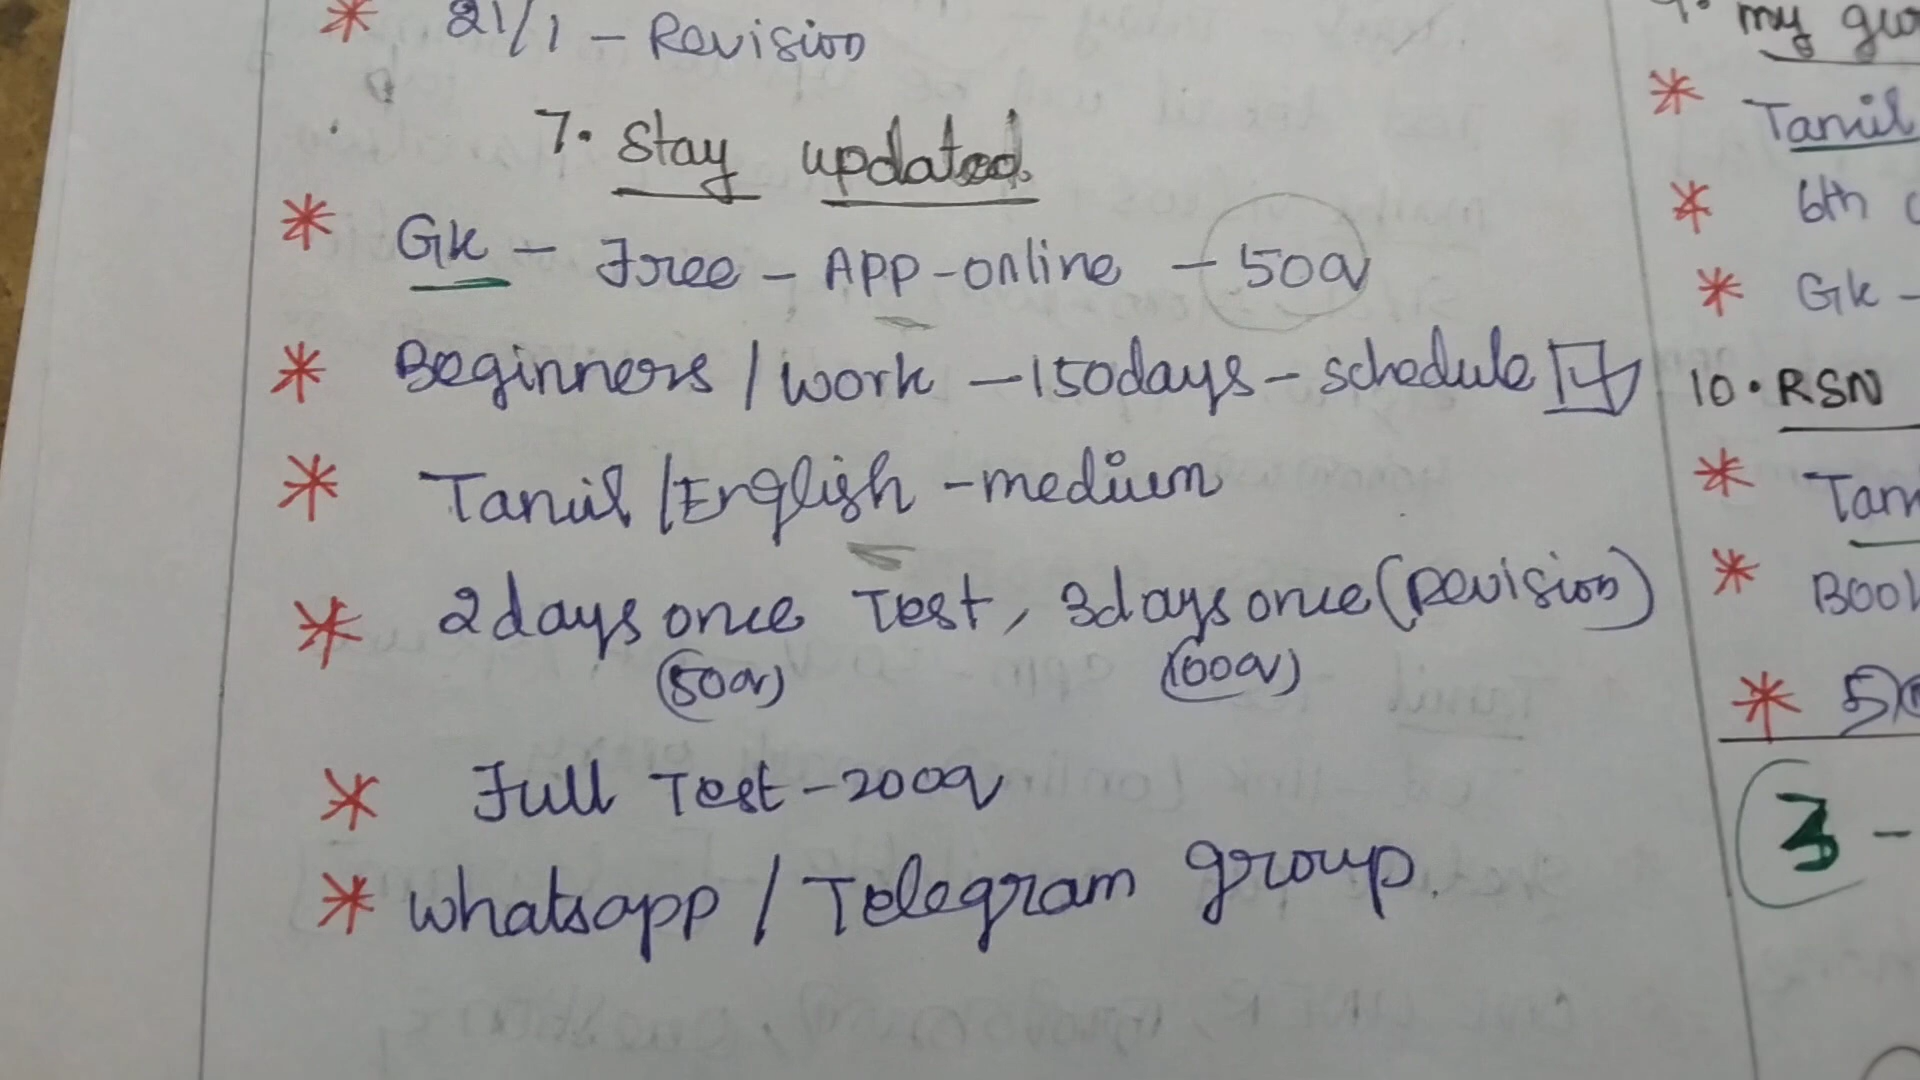 * 21/1 - Revision
7. Stay updated.
* Gk - Free - APP - online - 50q
* Beginners / work - 150days - schedule
* Tamil / English - medium
* 2days once Test, 3days once (Revision)
(50q) (100q)
* Full Test - 200q
* whatsapp / Telegram group.
my
* Tamil
* 6th
* Gk -
10. RSN
* Tam
* Book
* 50
3 -